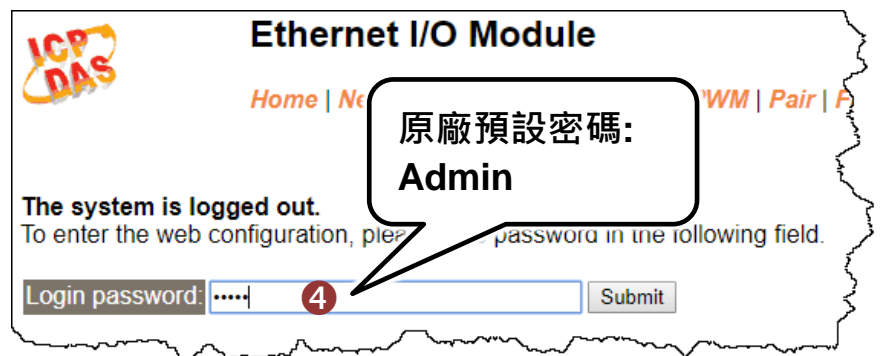 ICP
DAS
Ethernet I/O Module
Home | Ne WM | Pair |
原廠預設密碼:
Admin
The system is logged out.
To enter the web configuration, plea password in the following field.
Login password: ••••• 4 Submit